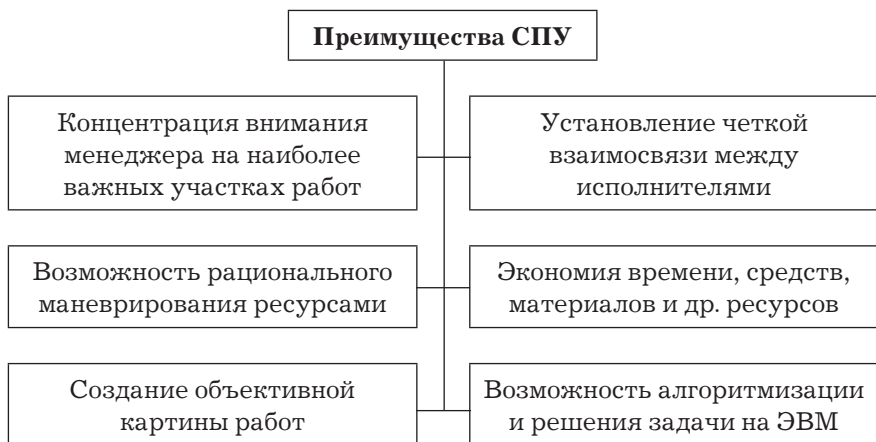 Преимущества СПУ
Концентрация внимания
менеджера на наиболее
важных участках работ
Установление четкой
взаимосвязи между
исполнителями
Возможность рационального
маневрирования ресурсами
Экономия времени, средств,
материалов и др. ресурсов
Создание объективной
картины работ
Возможность алгоритмизации
и решения задачи на ЭВМ